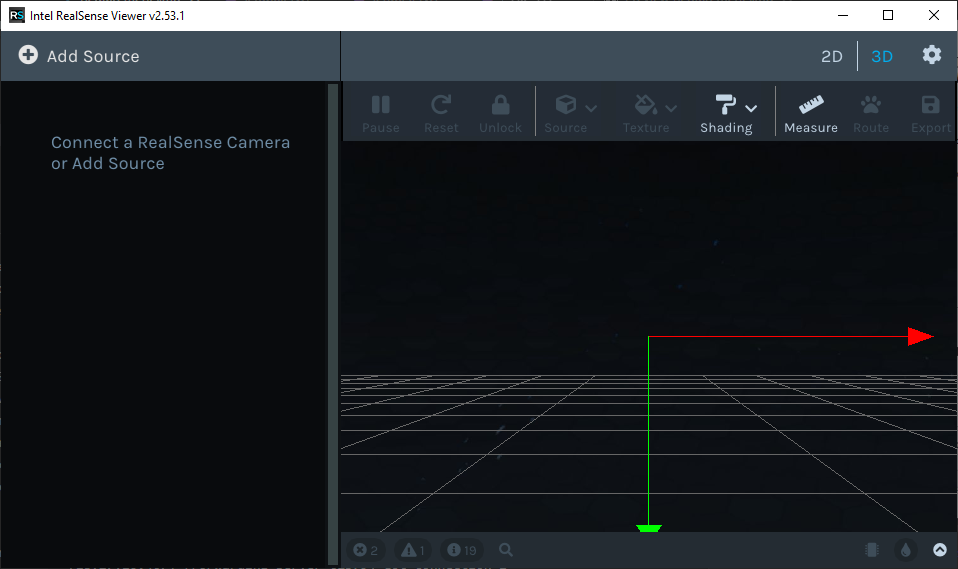 RS Intel RealSense Viewer v2.53.1
Add Source
2D 3D
Pause Reset Unlock Source Texture Shading Measure Route Export
Connect a RealSense Camera
or Add Source
2 1 19